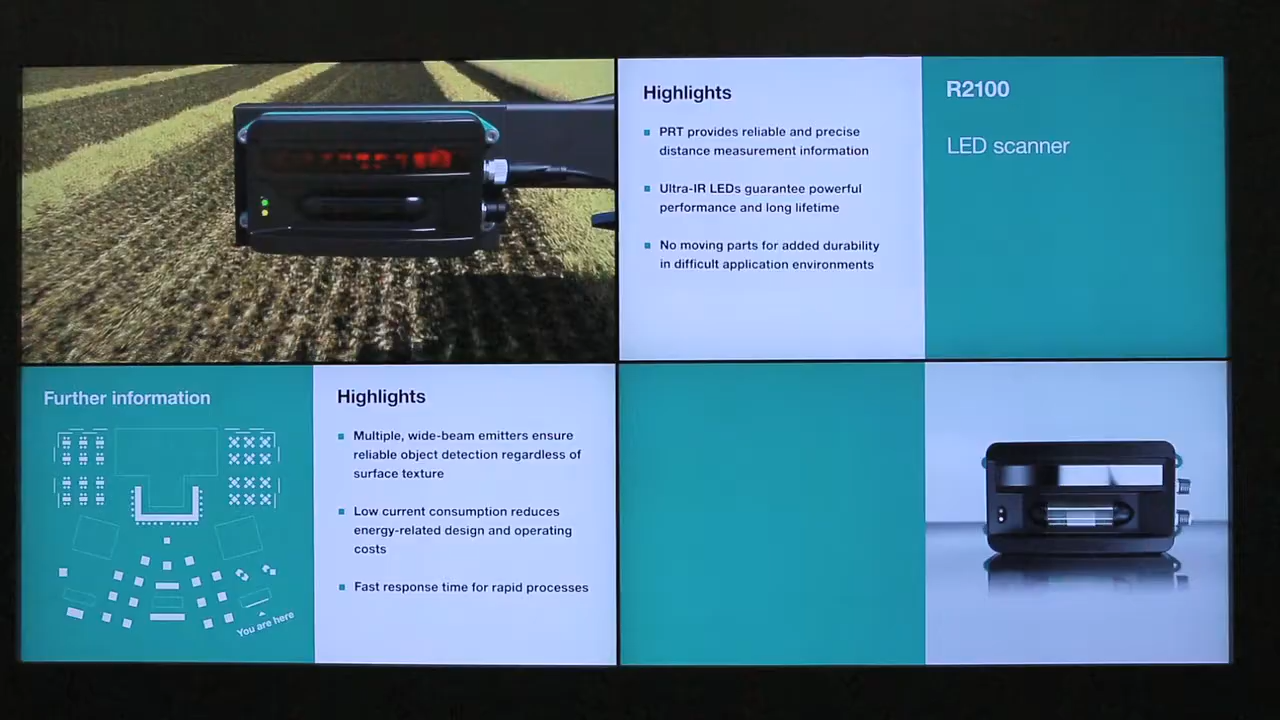 Highlights
PRT provides reliable and precise
distance measurement information
Ultra-IR LEDs guarantee powerful
performance and long lifetime
No moving parts for added durability
in difficult application environments
R2100
LED scanner
Further information
You are here
Highlights
Multiple, wide-beam emitters ensure
reliable object detection regardless of
surface texture
Low current consumption reduces
energy-related design and operating
costs
Fast response time for rapid processes